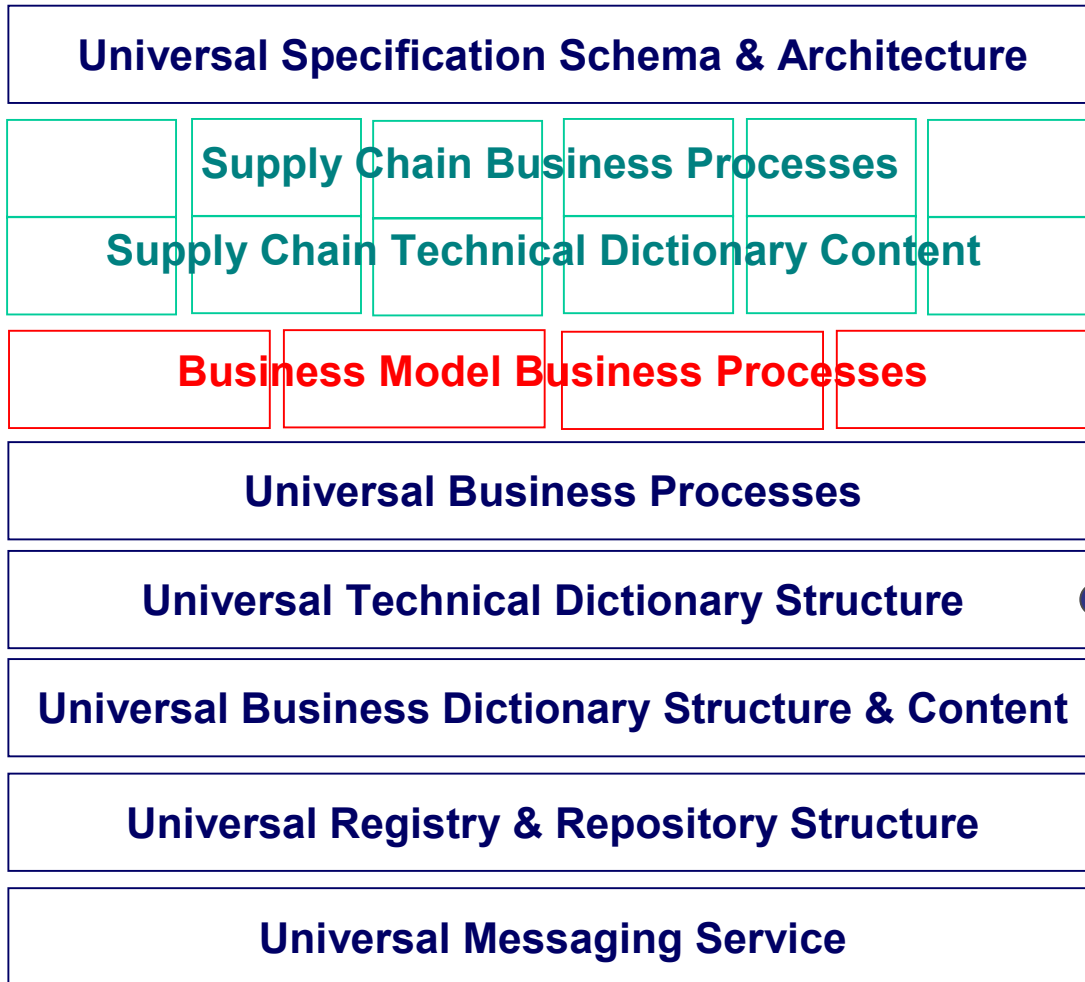 Universal Specification Schema & Architecture
Supply Chain Business Processes
Supply Chain Technical Dictionary Content
Business Model Business Processes
Universal Business Processes
Universal Technical Dictionary Structure
Universal Business Dictionary Structure & Content
Universal Registry & Repository Structure
Universal Messaging Service